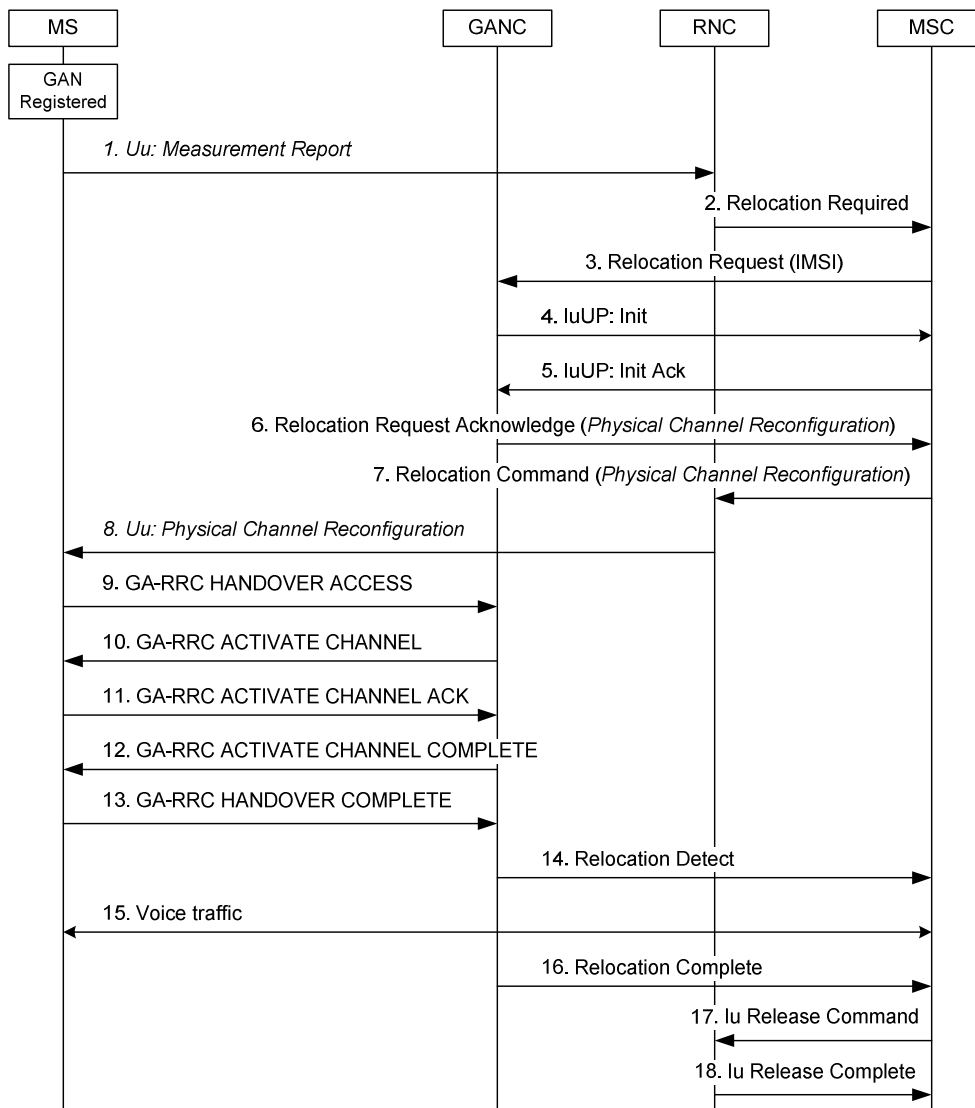 MS
GANC
RNC
MSC
GAN
Registered
1. Uu: Measurement Report
2. Relocation Required
3. Relocation Request (IMSI)
4. IuUP: Init
5. IuUP: Init Ack
6. Relocation Request Acknowledge (Physical Channel Reconfiguration)
7. Relocation Command (Physical Channel Reconfiguration)
8. Uu: Physical Channel Reconfiguration
9. GA-RRC HANDOVER ACCESS
10. GA-RRC ACTIVATE CHANNEL
11. GA-RRC ACTIVATE CHANNEL ACK
12. GA-RRC ACTIVATE CHANNEL COMPLETE
13. GA-RRC HANDOVER COMPLETE
14. Relocation Detect
15. Voice traffic
16. Relocation Complete
17. Iu Release Command
18. Iu Release Complete